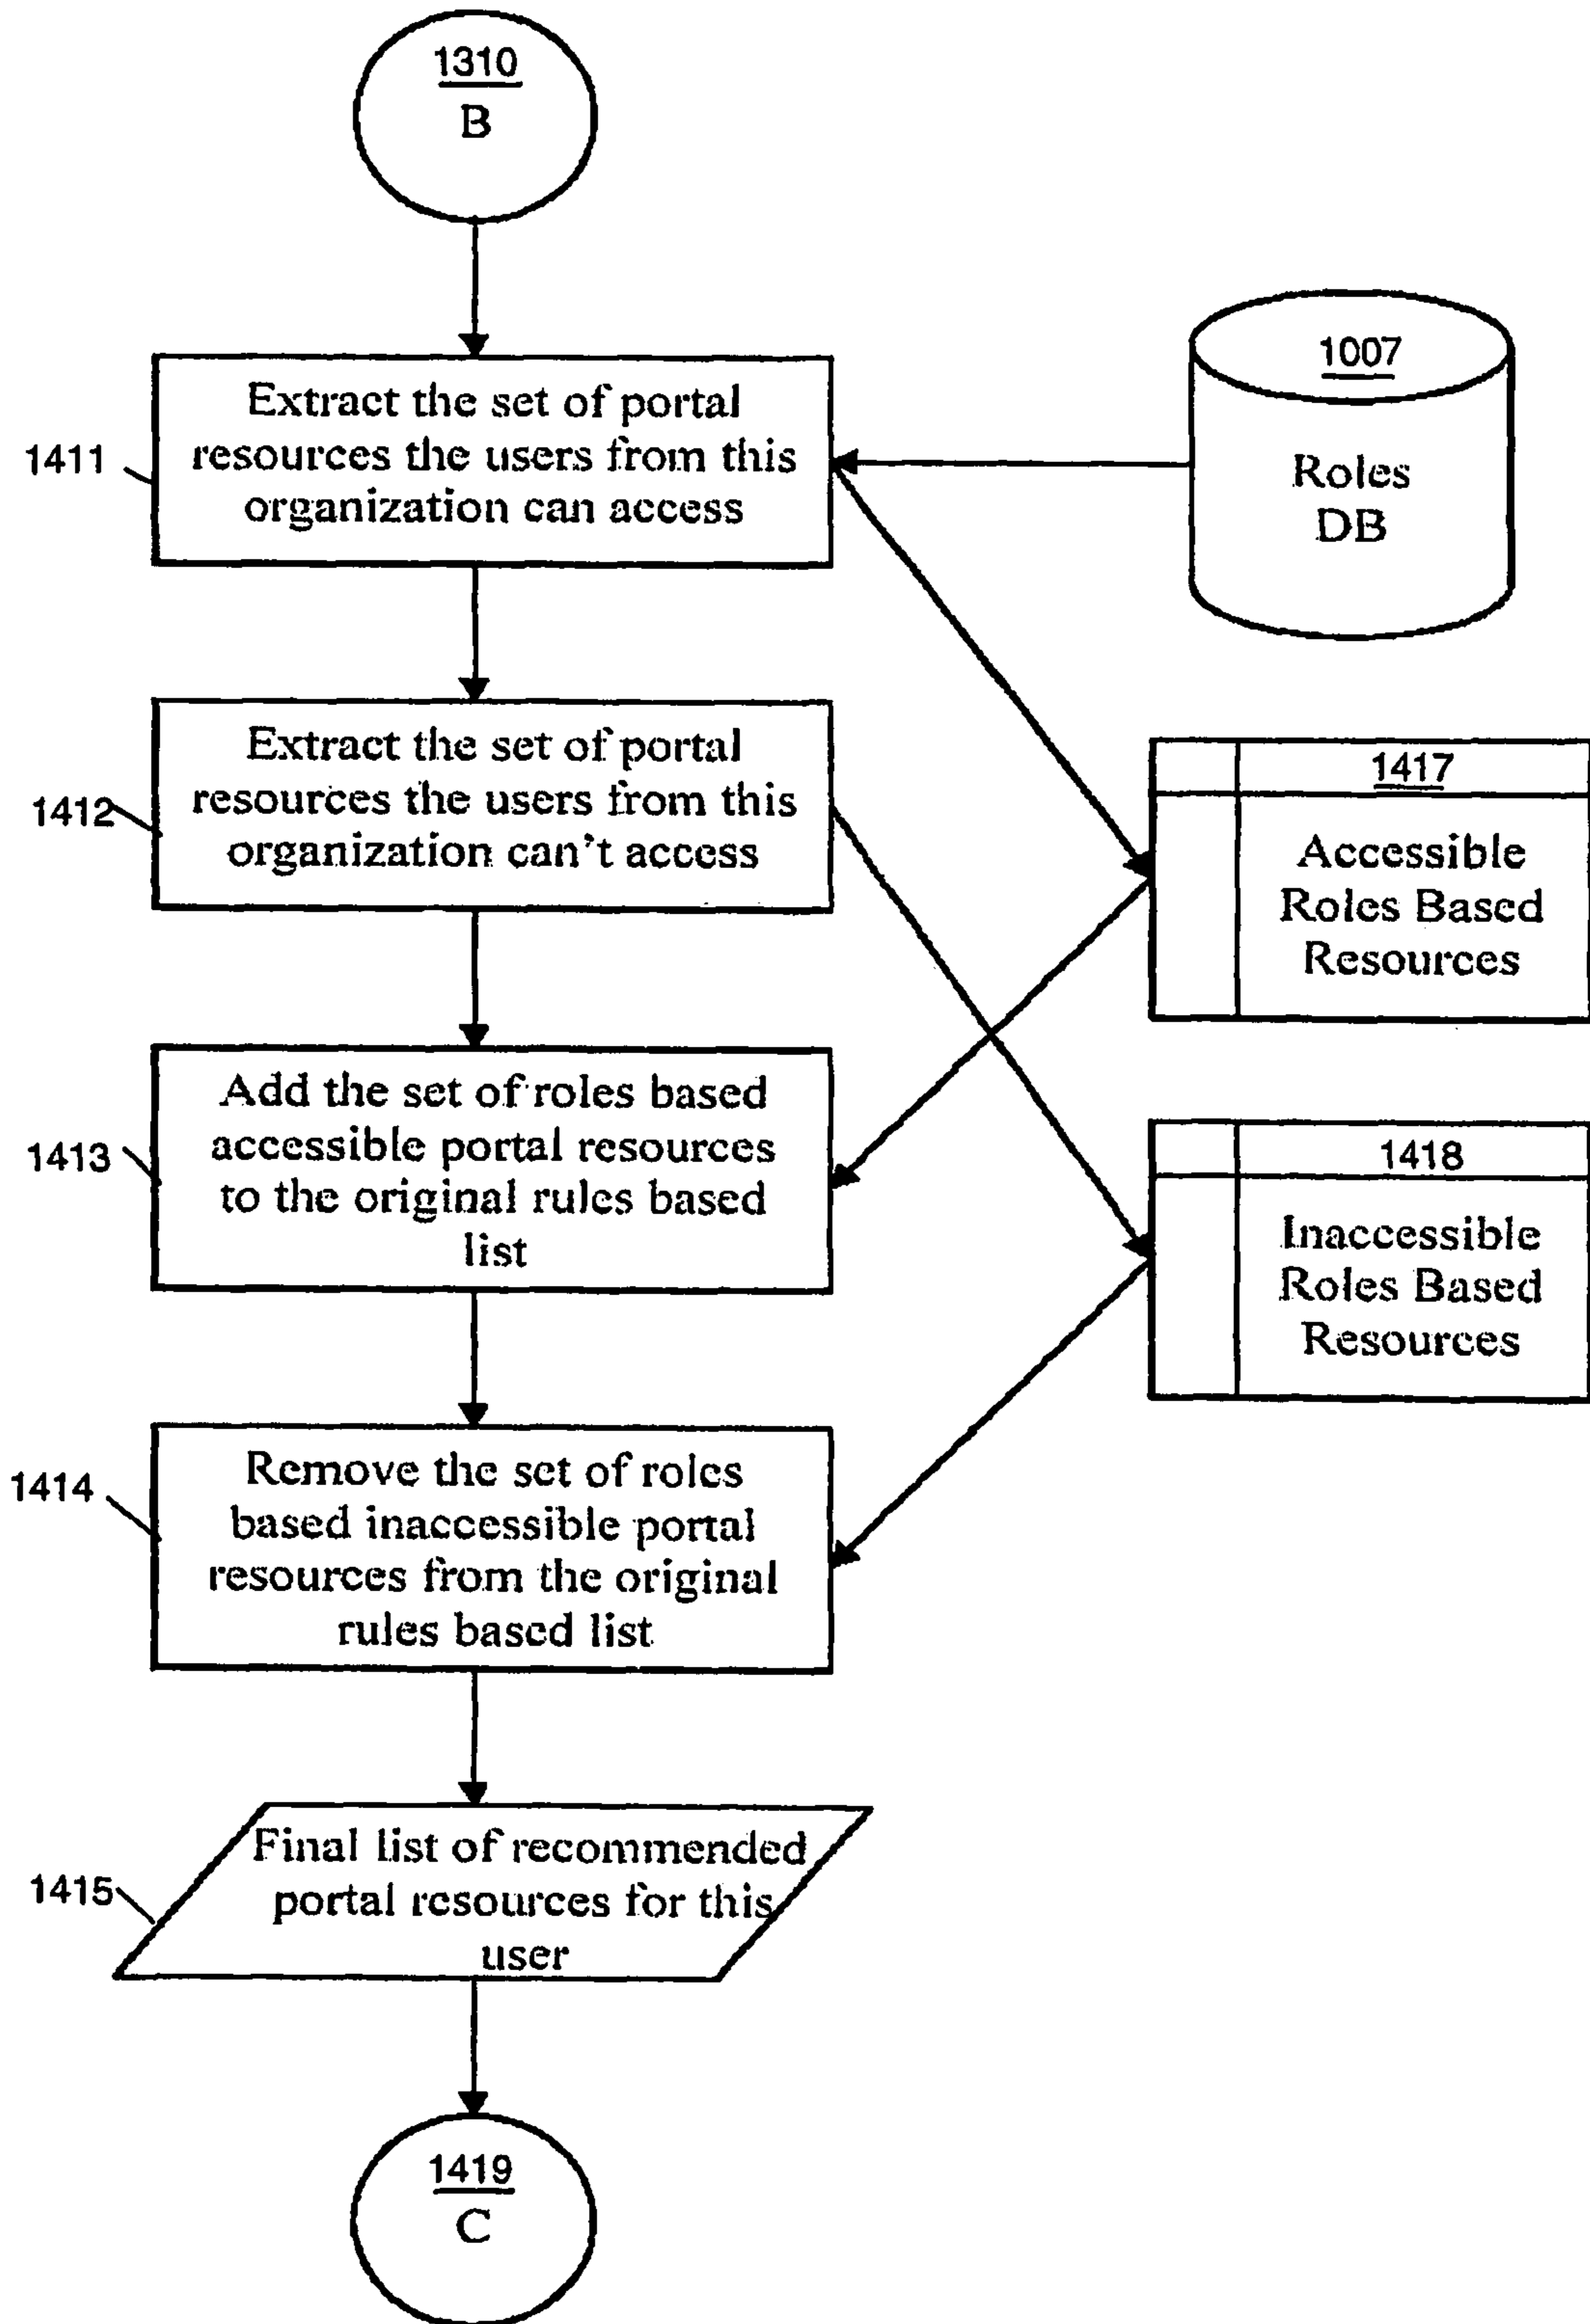 1310
B
1411
Extract the set of portal
resources the users from this
organization can access
1007
Roles
DB
1412
Extract the set of portal
resources the users from this
organization can't access
1417
Accessible
Roles Based
Resources
1413
Add the set of roles based
accessible portal resources
to the original rules based
list
1418
Inaccessible
Roles Based
Resources
1414
Remove the set of roles
based inaccessible portal
resources from the original
rules based list
1415
Final list of recommended
portal resources for this
user
1419
C